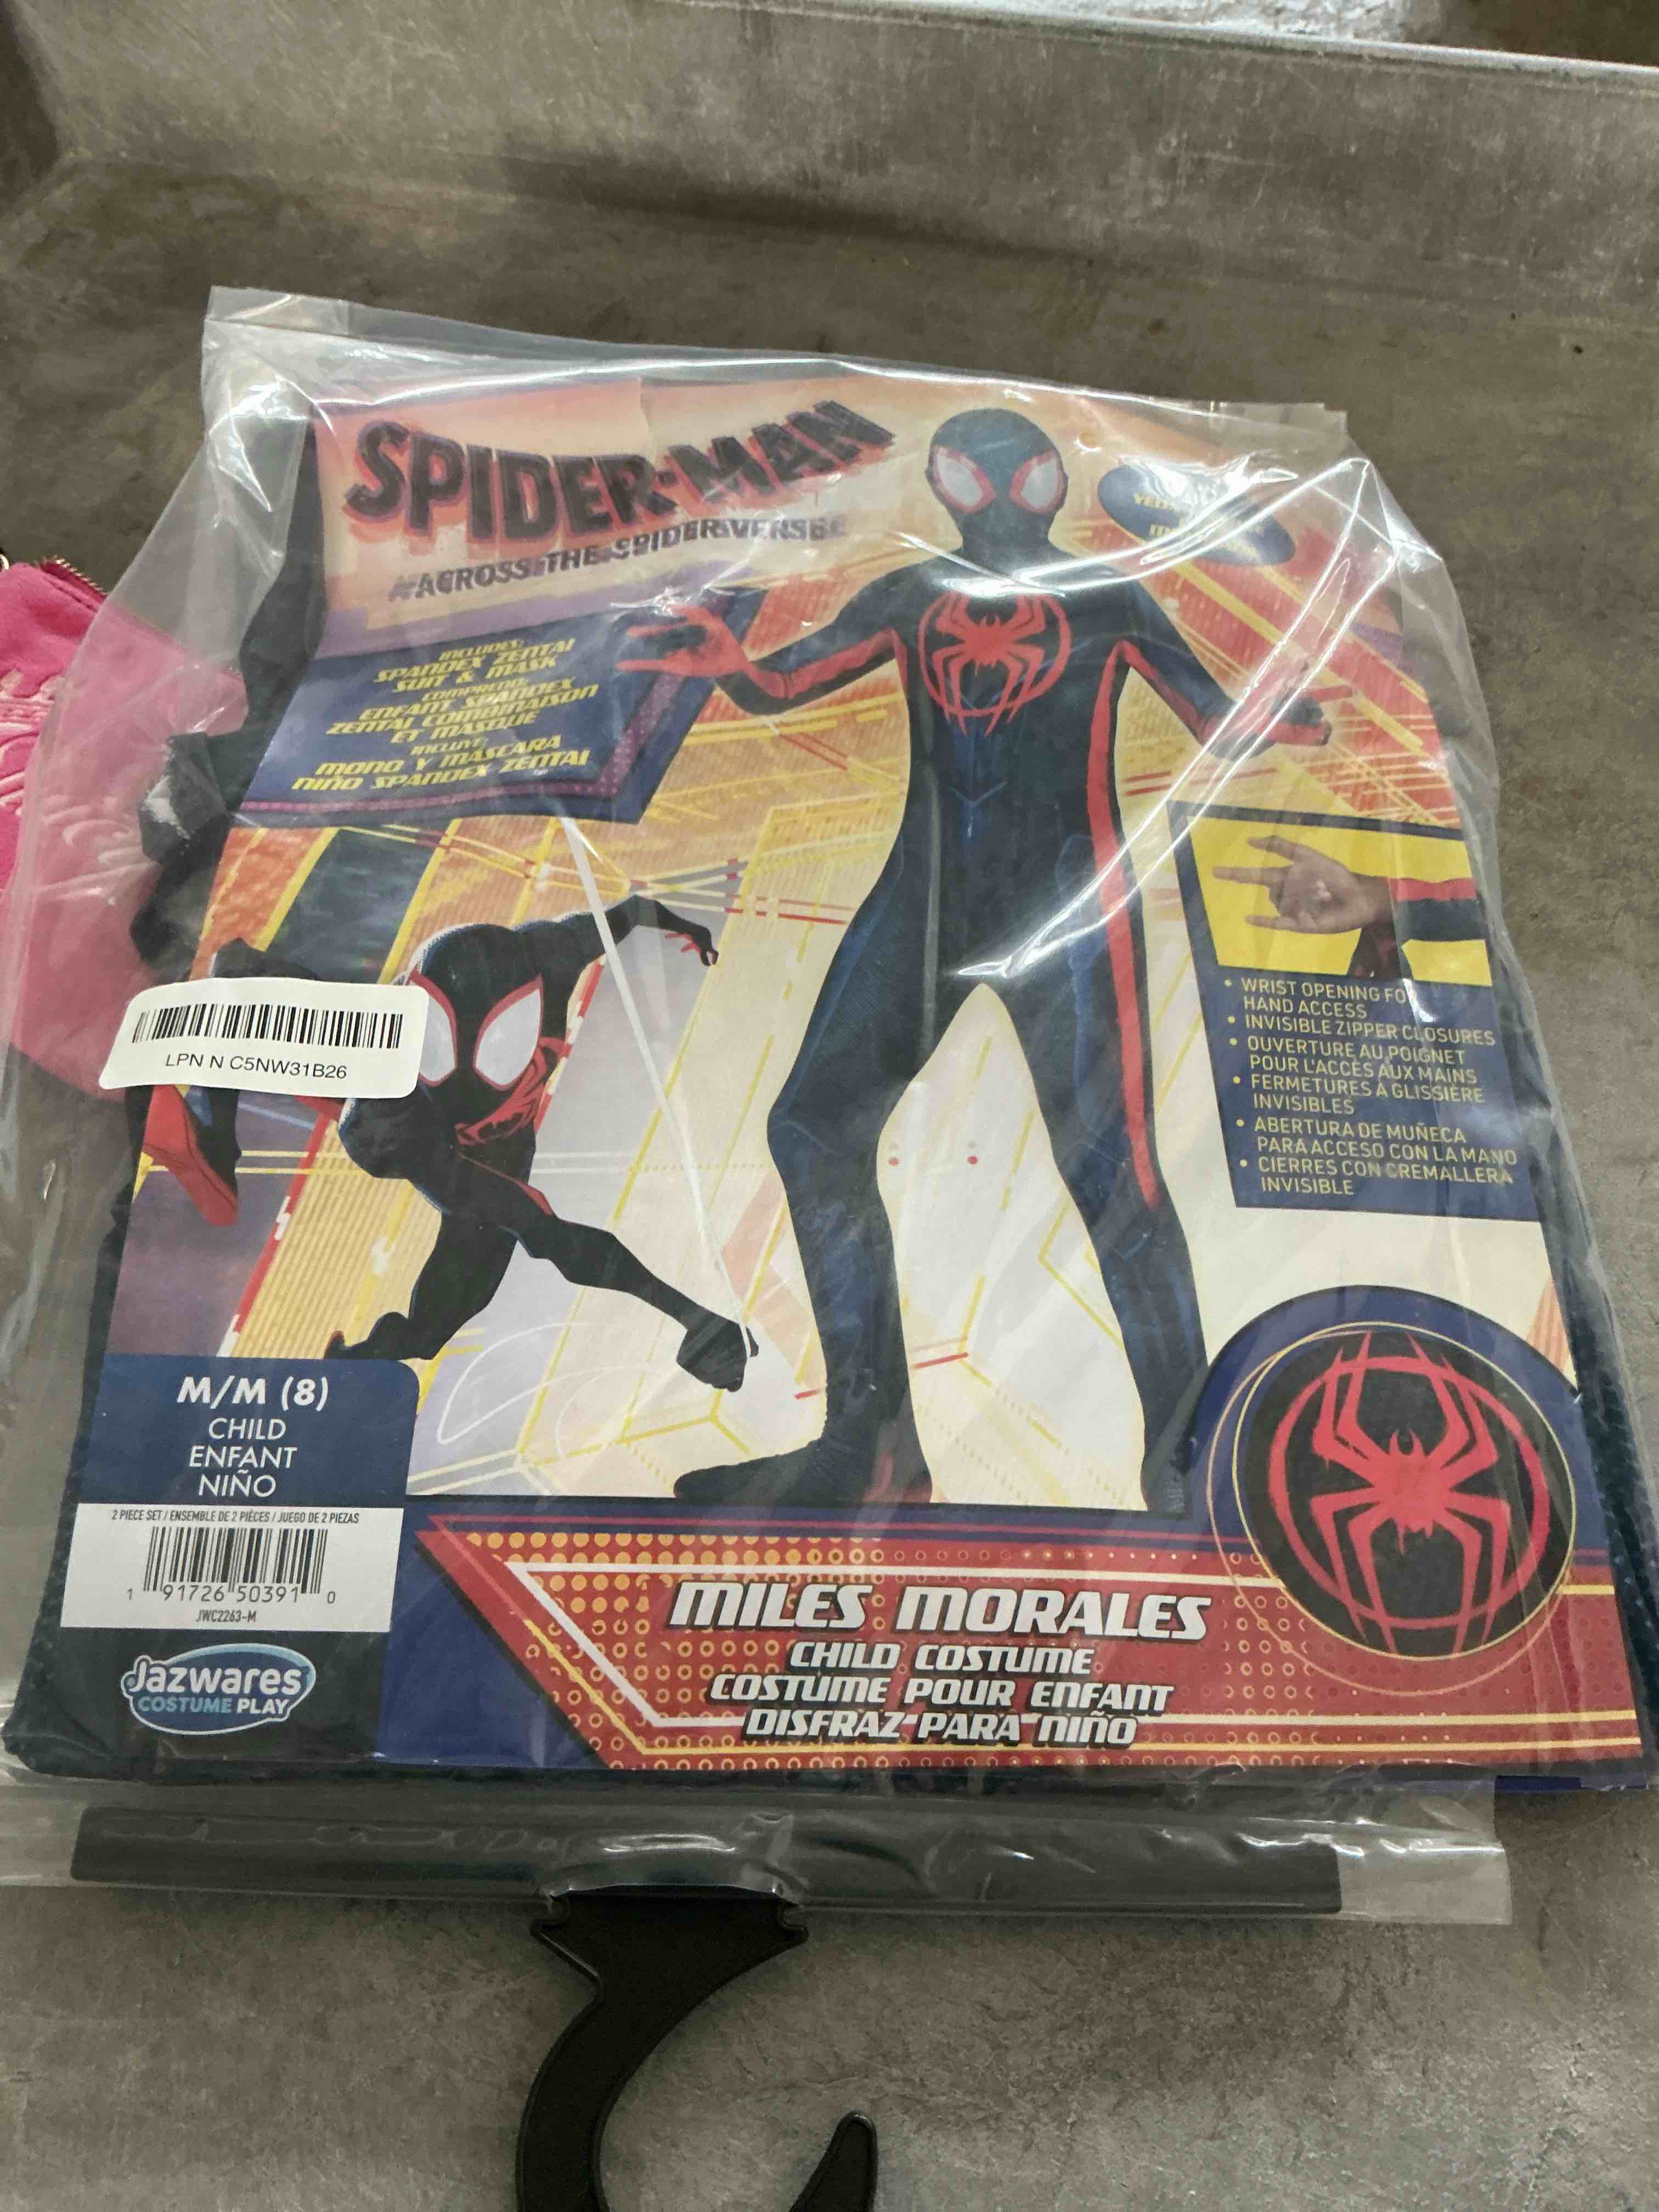 SPIDER-MAN
ACROSS THE SPIDER-VERSE
INCLUDES:
SPANDEX ZENTAI
SUIT & MASK
COMPREND:
ENFANT SPANDEX
ZENTAI COMBINAISON
ET MASQUE
INCLUYE:
MONO Y MÁSCARA
NIÑO SPANDEX ZENTAI
• WRIST OPENING FOR
HAND ACCESS
• INVISIBLE ZIPPER CLOSURES
• OUVERTURE AU POIGNET
POUR L'ACCÈS AUX MAINS
• FERMETURES À GLISSIÈRE
INVISIBLES
• ABERTURA DE MUÑECA
PARA ACCESO CON LA MANO
• CIERRES CON CREMALLERA
INVISIBLE
LPN N C5NW31B26
M/M (8)
CHILD
ENFANT
NIÑO
2 PIECE SET / ENSEMBLE DE 2 PIÈCES / JUEGO DE 2 PIEZAS
1 91726 50391 0
JWC2263-M
Jazwares
COSTUME PLAY
MILES MORALES
CHILD COSTUME
COSTUME POUR ENFANT
DISFRAZ PARA NIÑO